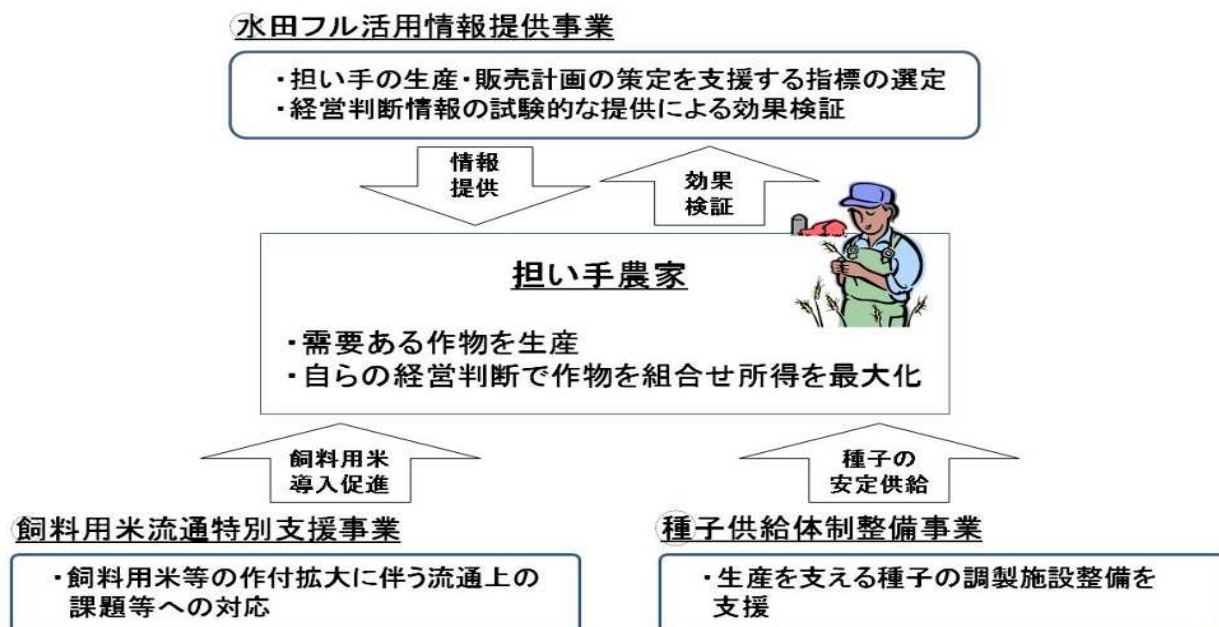 水田フル活用情報提供事業
・担い手の生産・販売計画の策定を支援する指標の選定
・経営判断情報の試験的な提供による効果検証
情報
提供
効果
検証
担い手農家
・需要ある作物を生産
・自らの経営判断で作物を組合せ所得を最大化
飼料用米
導入促進
種子の
安定供給
飼料用米流通特別支援事業
・飼料用米等の作付拡大に伴う流通上の
課題等への対応
種子供給体制整備事業
・生産を支える種子の調製施設整備を
支援